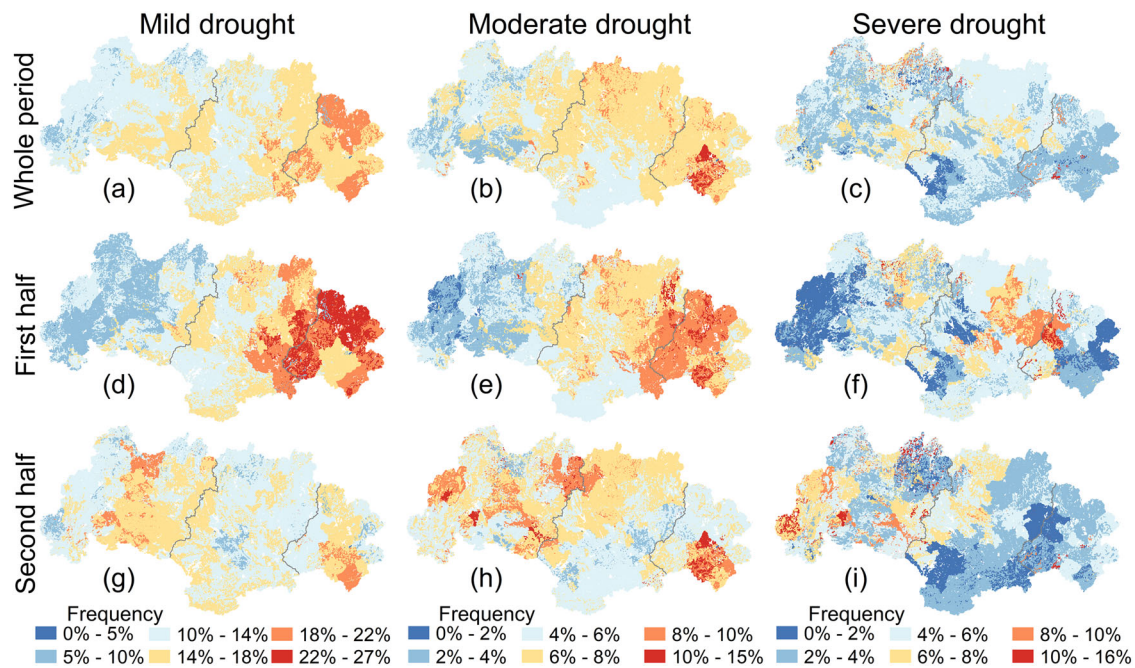 Mild drought Moderate drought Severe drought
Whole period
(a) (b) (c)
First half
(d) (e) (f)
Second half
(g) (h) (i)
Frequency Frequency Frequency
0% - 5% 10% - 14% 18% - 22% 0% - 2% 4% - 6% 8% - 10% 0% - 2% 4% - 6% 8% - 10%
5% - 10% 14% - 18% 22% - 27% 2% - 4% 6% - 8% 10% - 15% 2% - 4% 6% - 8% 10% - 16%